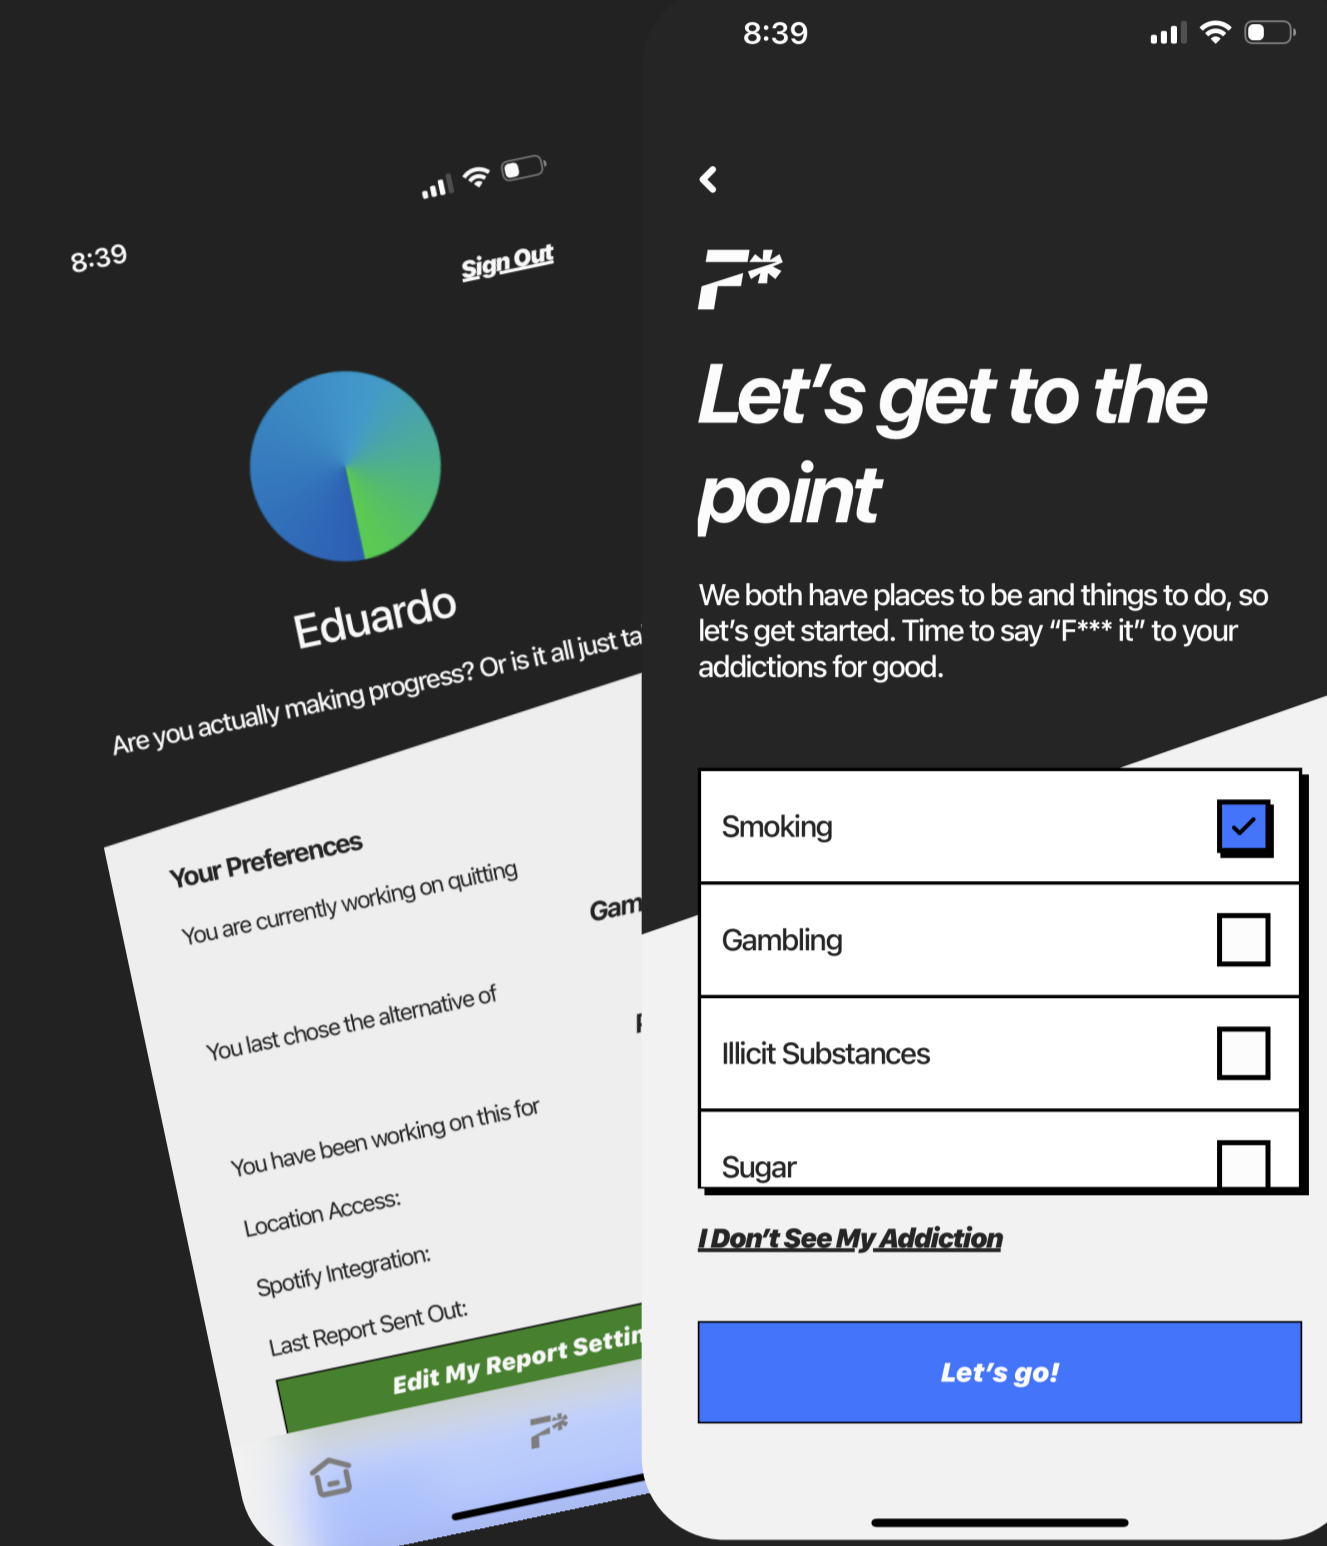 8:39
Sign Out
Eduardo
Are you actually making progress? Or is it all just
Your Preferences
You are currently working on quitting
You last chose the alternative of
You have been working on this for
Location Access:
Spotify Integration:
Last Report Sent Out:
Edit My Report
8:39
F*
Let’s get to the
point
We both have places to be and things to do, so
let’s get started. Time to say “F*** it” to your
addictions for good.
Smoking
Gambling
Illicit Substances
Sugar
I Don’t See My Addiction
Let’s go!
F*